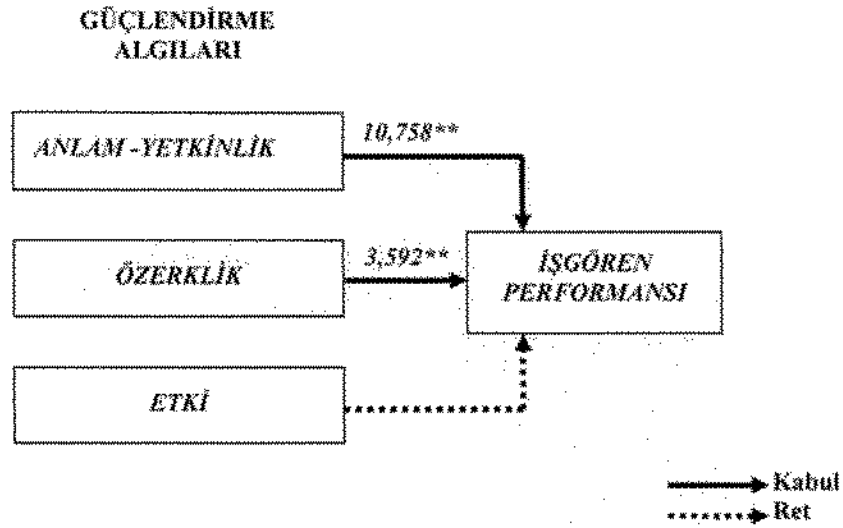 GÜÇLENDİRME
ALGILARI
ANLAM -YETKİNLİK
10,758**
ÖZERKLİK
3,592**
İŞGÖREN
PERFORMANSI
ETKİ
Kabul
Ret